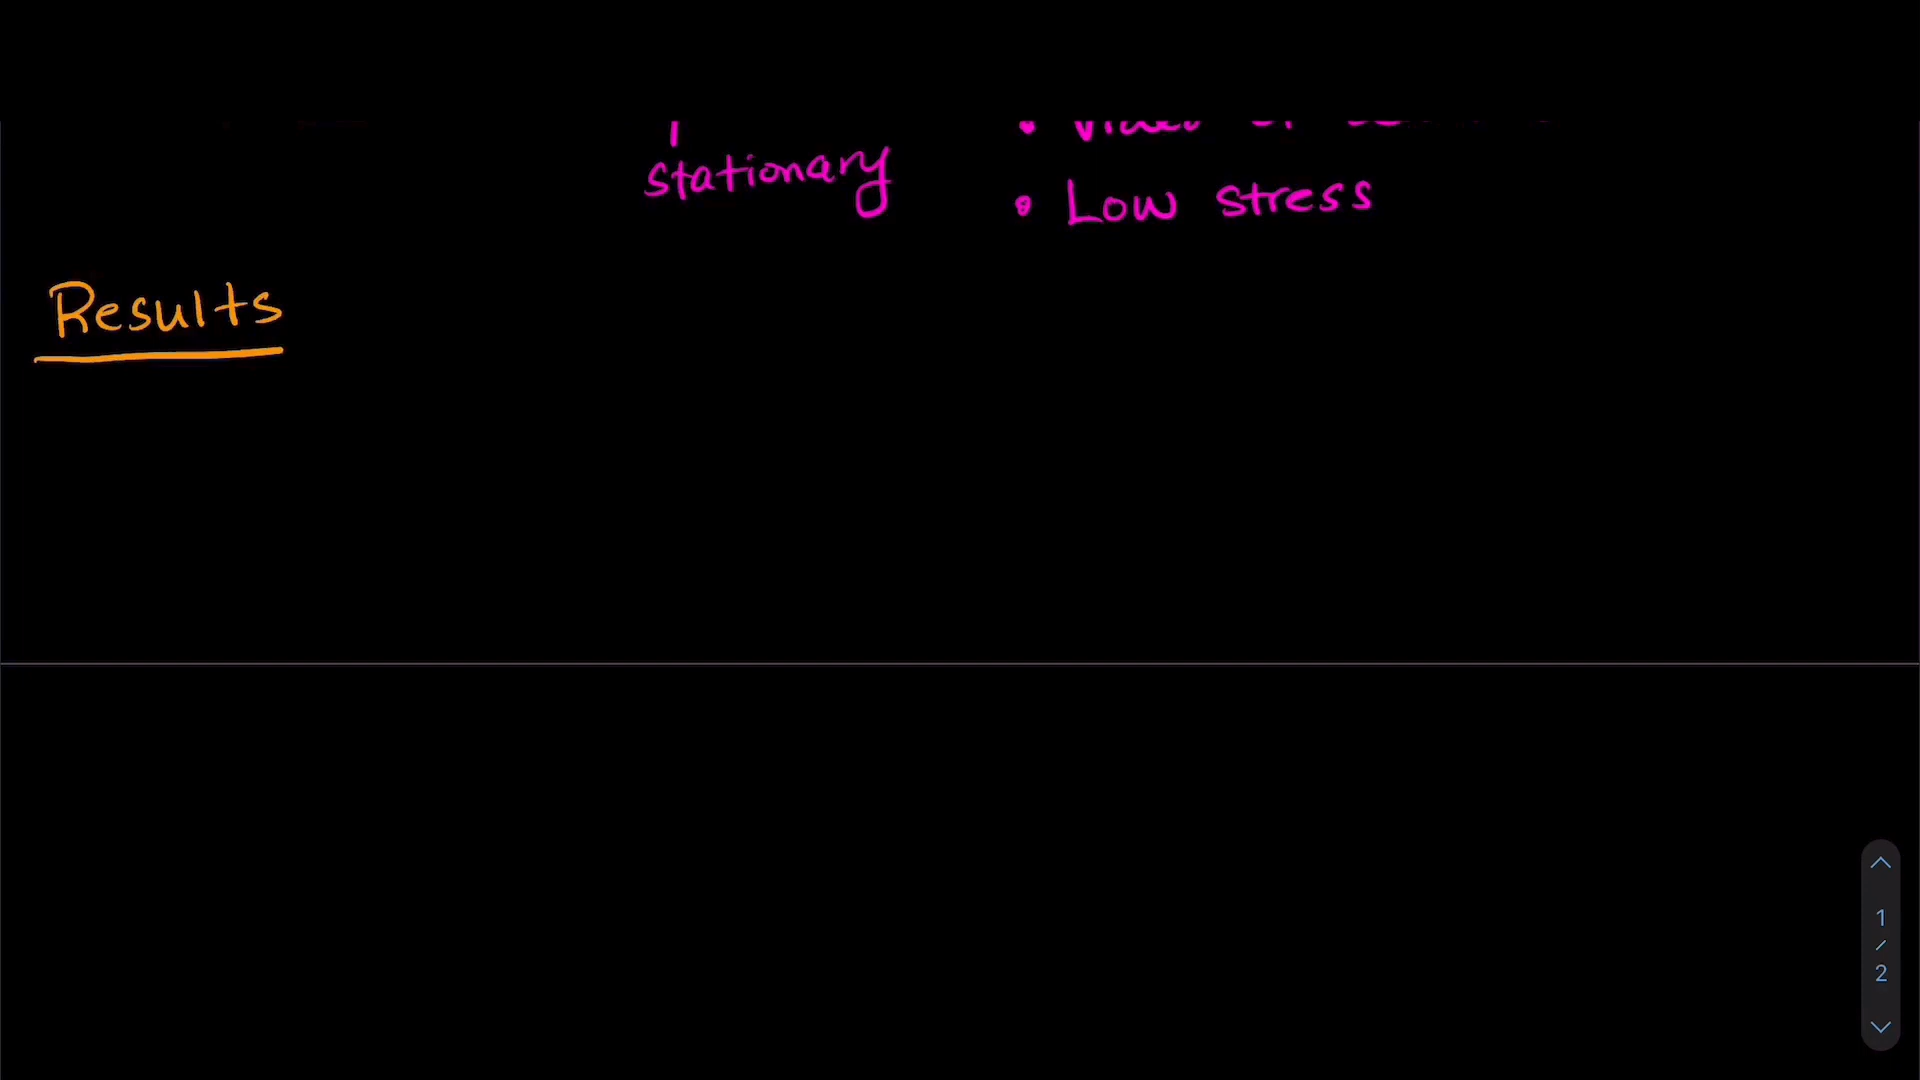 stationary
• Low stress
Results
1
/
2